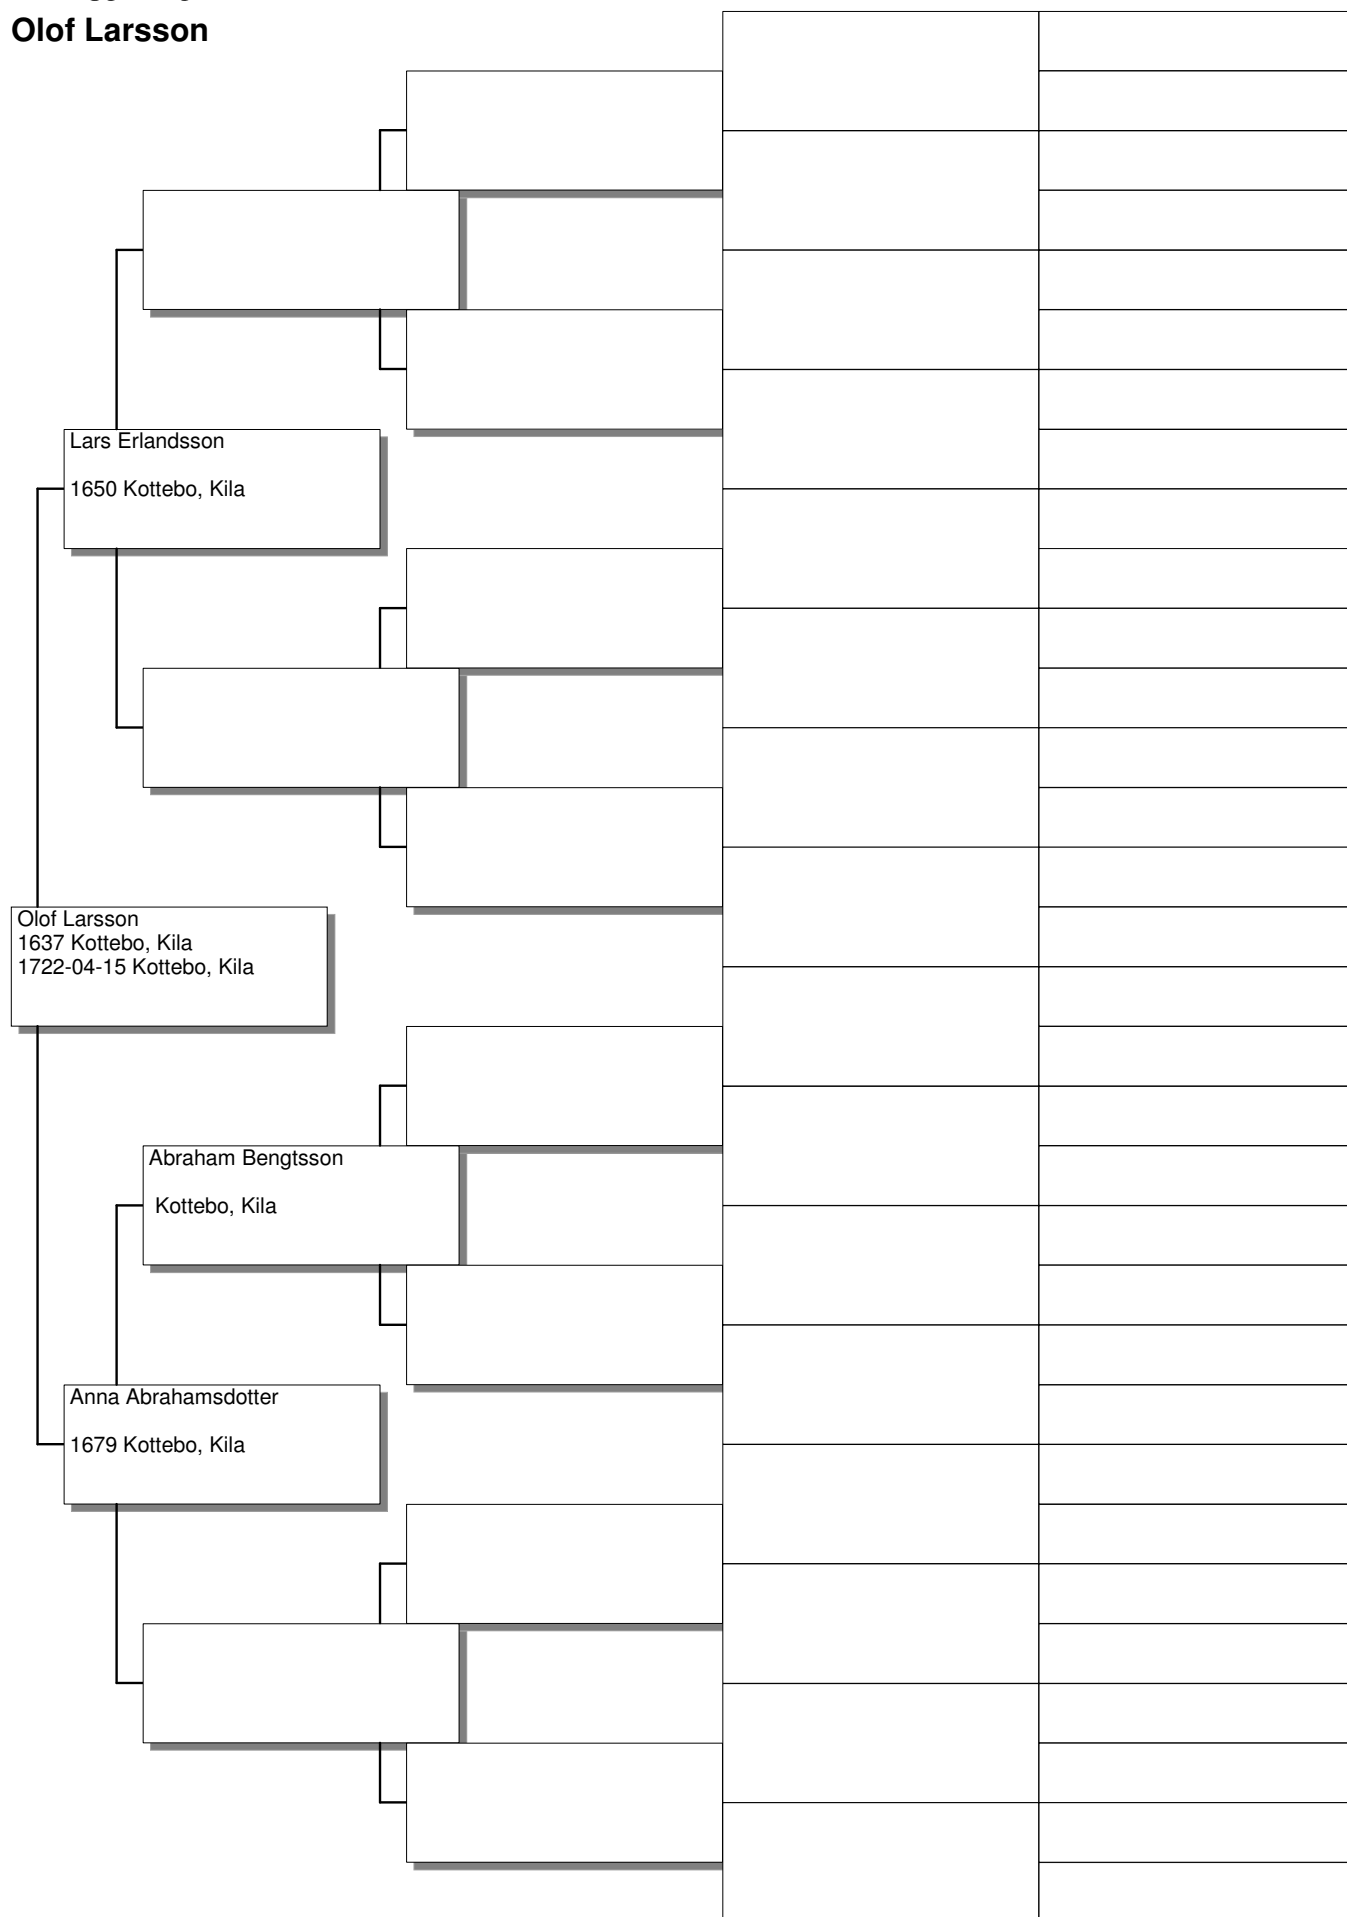 Olof Larsson
Lars Erlandsson
1650 Kottebo, Kila
Olof Larsson
1637 Kottebo, Kila
1722-04-15 Kottebo, Kila
Abraham Bengtsson
Kottebo, Kila
Anna Abrahamsdotter
1679 Kottebo, Kila